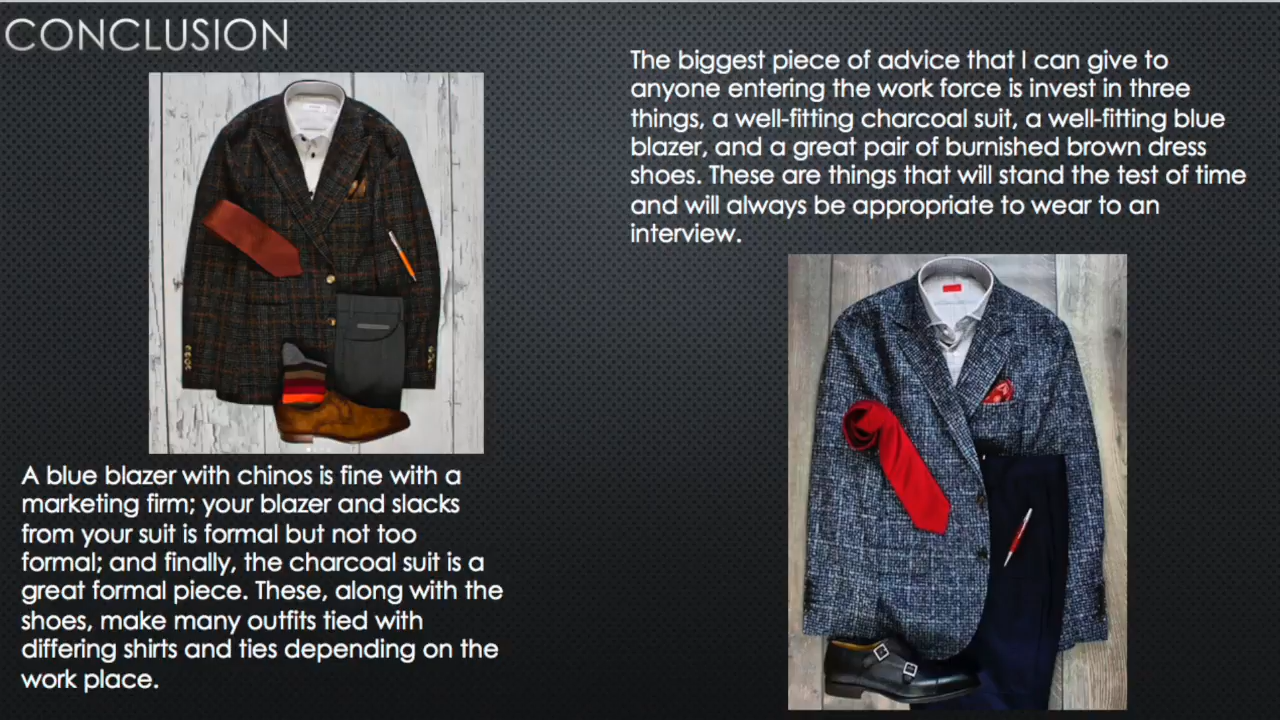 CONCLUSION
The biggest piece of advice that I can give to
anyone entering the work force is invest in three
things, a well-fitting charcoal suit, a well-fitting blue
blazer, and a great pair of burnished brown dress
shoes. These are things that will stand the test of time
and will always be appropriate to wear to an
interview.
A blue blazer with chinos is fine with a
marketing firm; your blazer and slacks
from your suit is formal but not too
formal; and finally, the charcoal suit is a
great formal piece. These, along with the
shoes, make many outfits tied with
differing shirts and ties depending on the
work place.